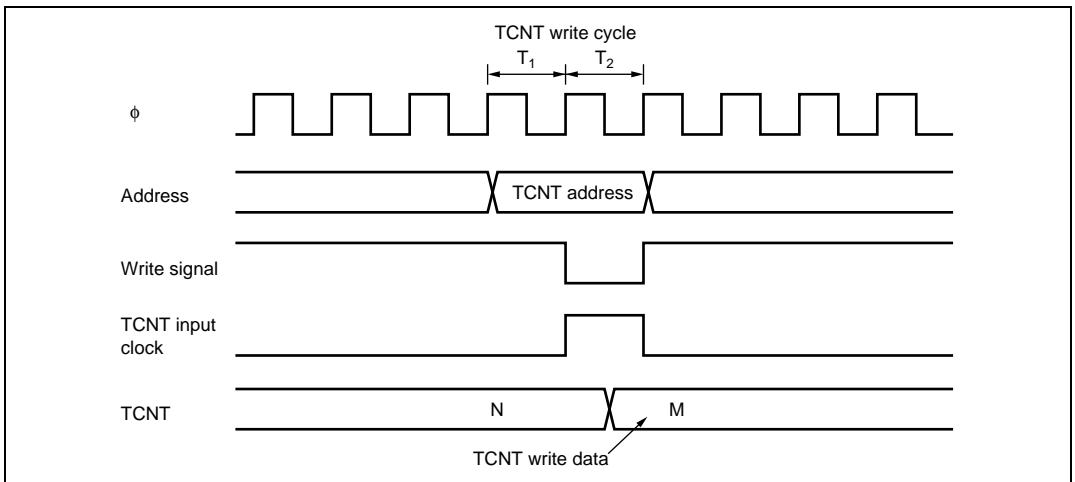 TCNT write cycle
T1 T2
ϕ
Address
TCNT address
Write signal
TCNT input
clock
TCNT
N
M
TCNT write data